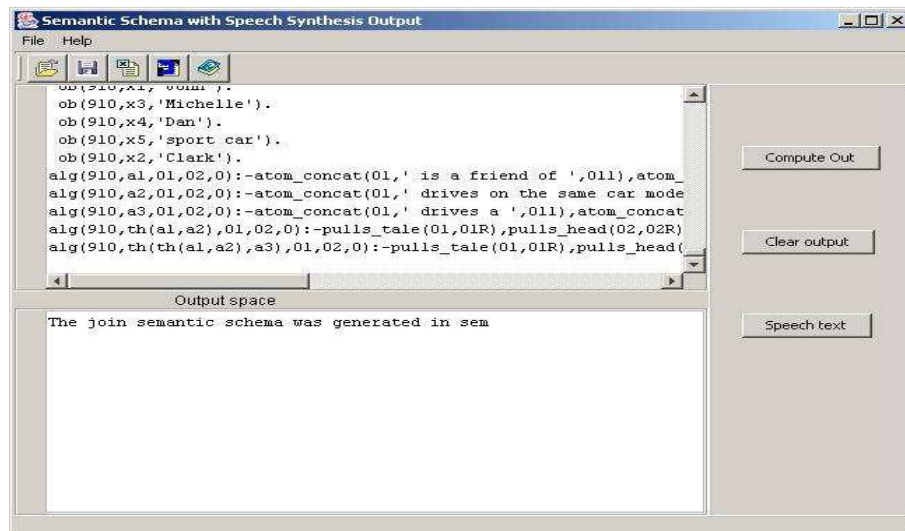 Semantic Schema with Speech Synthesis Output
File Help
ob(910,x1,'John').
ob(910,x3,'Michelle').
ob(910,x4,'Dan').
ob(910,x5,'sport car').
ob(910,x2,'Clark').
alg(910,a1,O1,O2,O):-atom_concat(O1,' is a friend of ',O11),atom_
alg(910,a2,O1,O2,O):-atom_concat(O1,' drives on the same car mode
alg(910,a3,O1,O2,O):-atom_concat(O1,' drives a ',O11),atom_concat
alg(910,th(a1,a2),O1,O2,O):-pulls_tale(O1,O1R),pulls_head(O2,O2R)
alg(910,th(th(a1,a2),a3),O1,O2,O):-pulls_tale(O1,O1R),pulls_head(
Compute Out
Clear output
Output space
The join semantic schema was generated in sem
Speech text